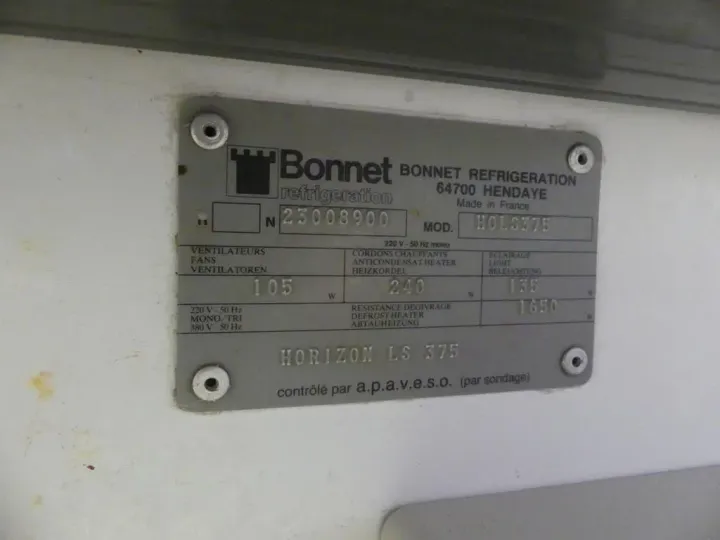 Bonnet
refrigeration
BONNET REFRIGERATION
64700 HENDAYE
Made in France
N 23008900 MOD. HOLS375
220 V - 50 Hz mono
VENTILATEURS
FANS
VENTILATOREN
105 W
CORDONS CHAUFFANTS
ANTICONDENSAT HEATER
HEIZKORDEL
240 W
ECLAIRAGE
LIGHT
BELEUCHTUNG
135 W
220 V - 50 Hz
MONO/TRI
380 V 50 Hz
RESISTANCE DEGIVRAGE
DEFROST HEATER
ABTAUHEIZUNG
1650 W
HORIZON LS 375
contrôlé par a.p.a.v.e.s.o. (par sondage)